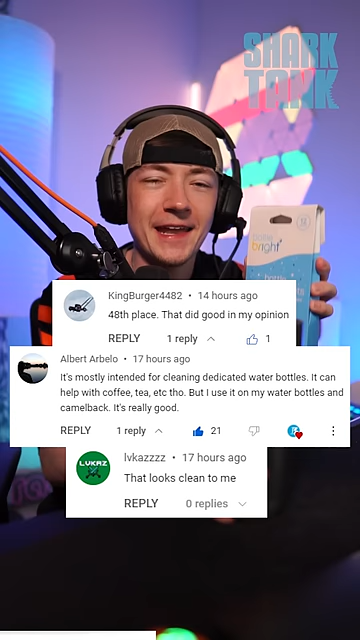 SHARK
TANK
bottle
bright
KingBurger4482 • 14 hours ago
48th place. That did good in my opinion
REPLY 1 reply 1
Albert Arbelo • 17 hours ago
It's mostly intended for cleaning dedicated water bottles. It can
help with coffee, tea, etc tho. But I use it on my water bottles and
camelback. It's really good.
REPLY 1 reply 21
lvkazzzz • 17 hours ago
LVKAZ
That looks clean to me
REPLY 0 replies